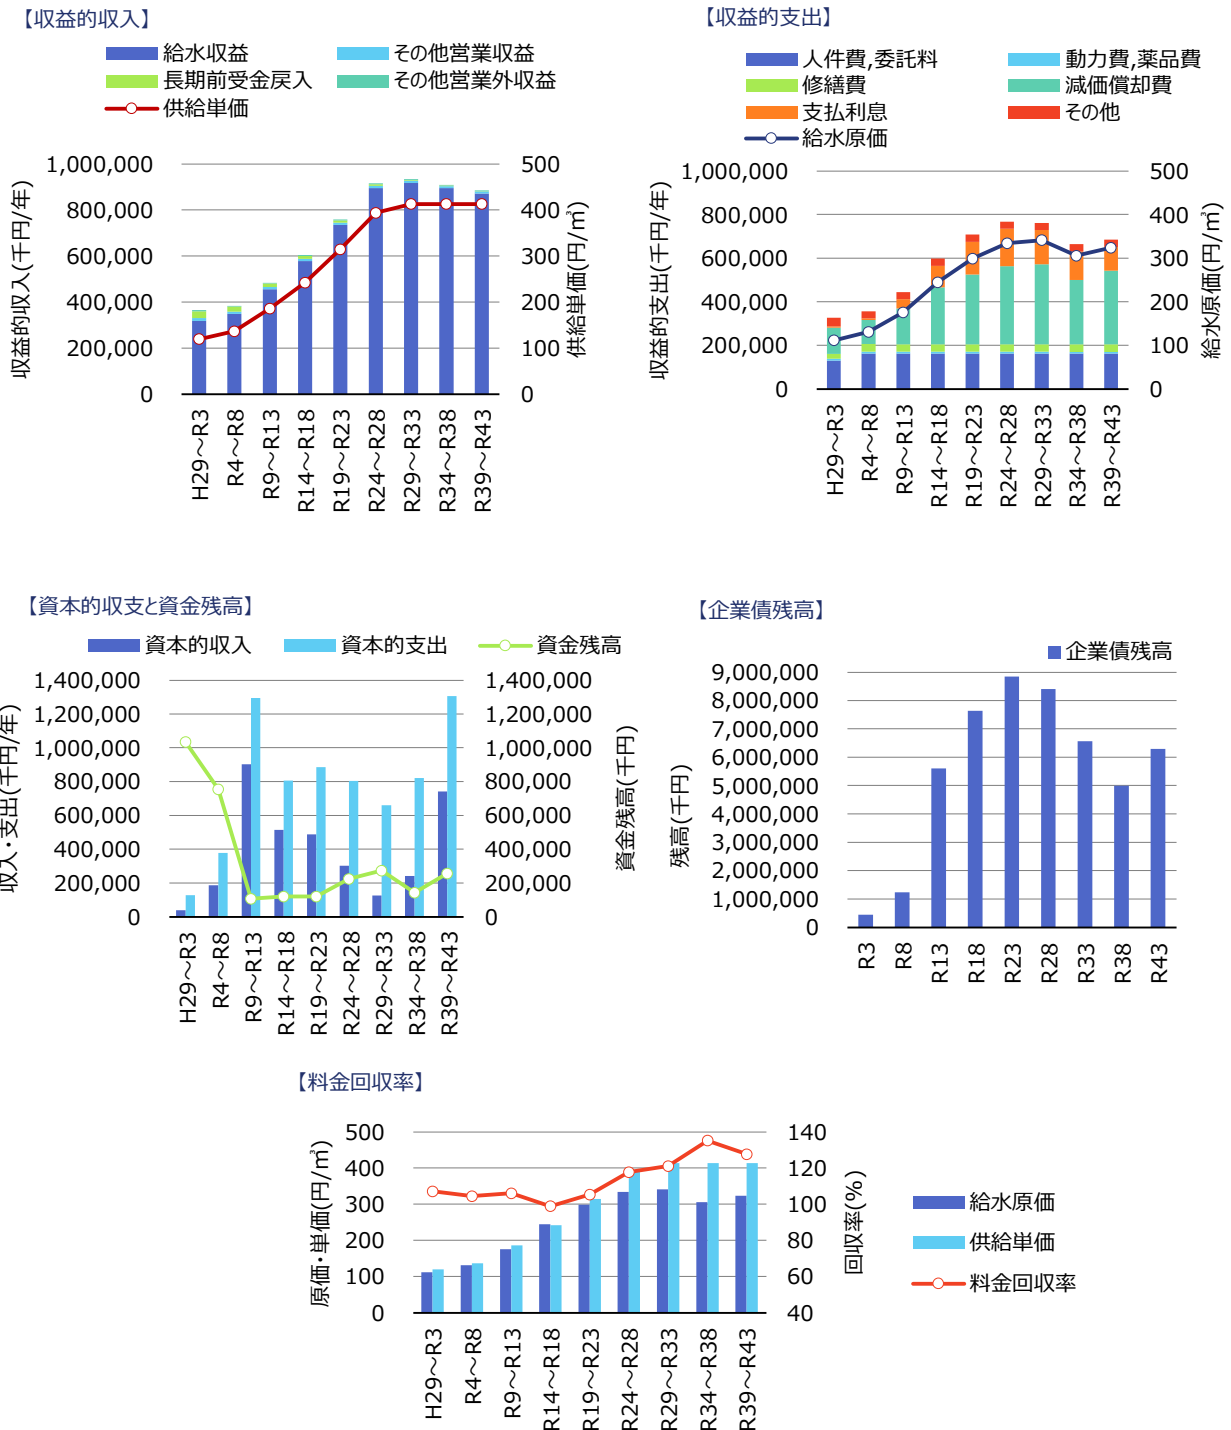 【収益的収入】
給水収益
その他営業収益
長期前受金戻入
その他営業外収益
供給単価
収益的収入(千円/年)
1,000,000
800,000
600,000
400,000
200,000
0
500
400
300
200
100
0
供給単価(円/㎥)
H29～R3
R4～R8
R9～R13
R14～R18
R19～R23
R24～R28
R29～R33
R34～R38
R39～R43
【収益的支出】
人件費,委託料
動力費,薬品費
修繕費
減価償却費
支払利息
その他
給水原価
収益的支出(千円/年)
1,000,000
800,000
600,000
400,000
200,000
0
500
400
300
200
100
0
給水原価(円/㎥)
H29～R3
R4～R8
R9～R13
R14～R18
R19～R23
R24～R28
R29～R33
R34～R38
R39～R43
【資本的収支と資金残高】
資本的収入
資本的支出
資金残高
収入・支出(千円/年)
1,400,000
1,200,000
1,000,000
800,000
600,000
400,000
200,000
0
1,400,000
1,200,000
1,000,000
800,000
600,000
400,000
200,000
0
資金残高(千円)
H29～R3
R4～R8
R9～R13
R14～R18
R19～R23
R24～R28
R29～R33
R34～R38
R39～R43
【企業債残高】
企業債残高
残高(千円)
9,000,000
8,000,000
7,000,000
6,000,000
5,000,000
4,000,000
3,000,000
2,000,000
1,000,000
0
R3
R8
R13
R18
R23
R28
R33
R38
R43
【料金回収率】
原価・単価(円/㎥)
500
400
300
200
100
0
140
120
100
80
60
40
回収率(%)
給水原価
供給単価
料金回収率
H29～R3
R4～R8
R9～R13
R14～R18
R19～R23
R24～R28
R29～R33
R34～R38
R39～R43